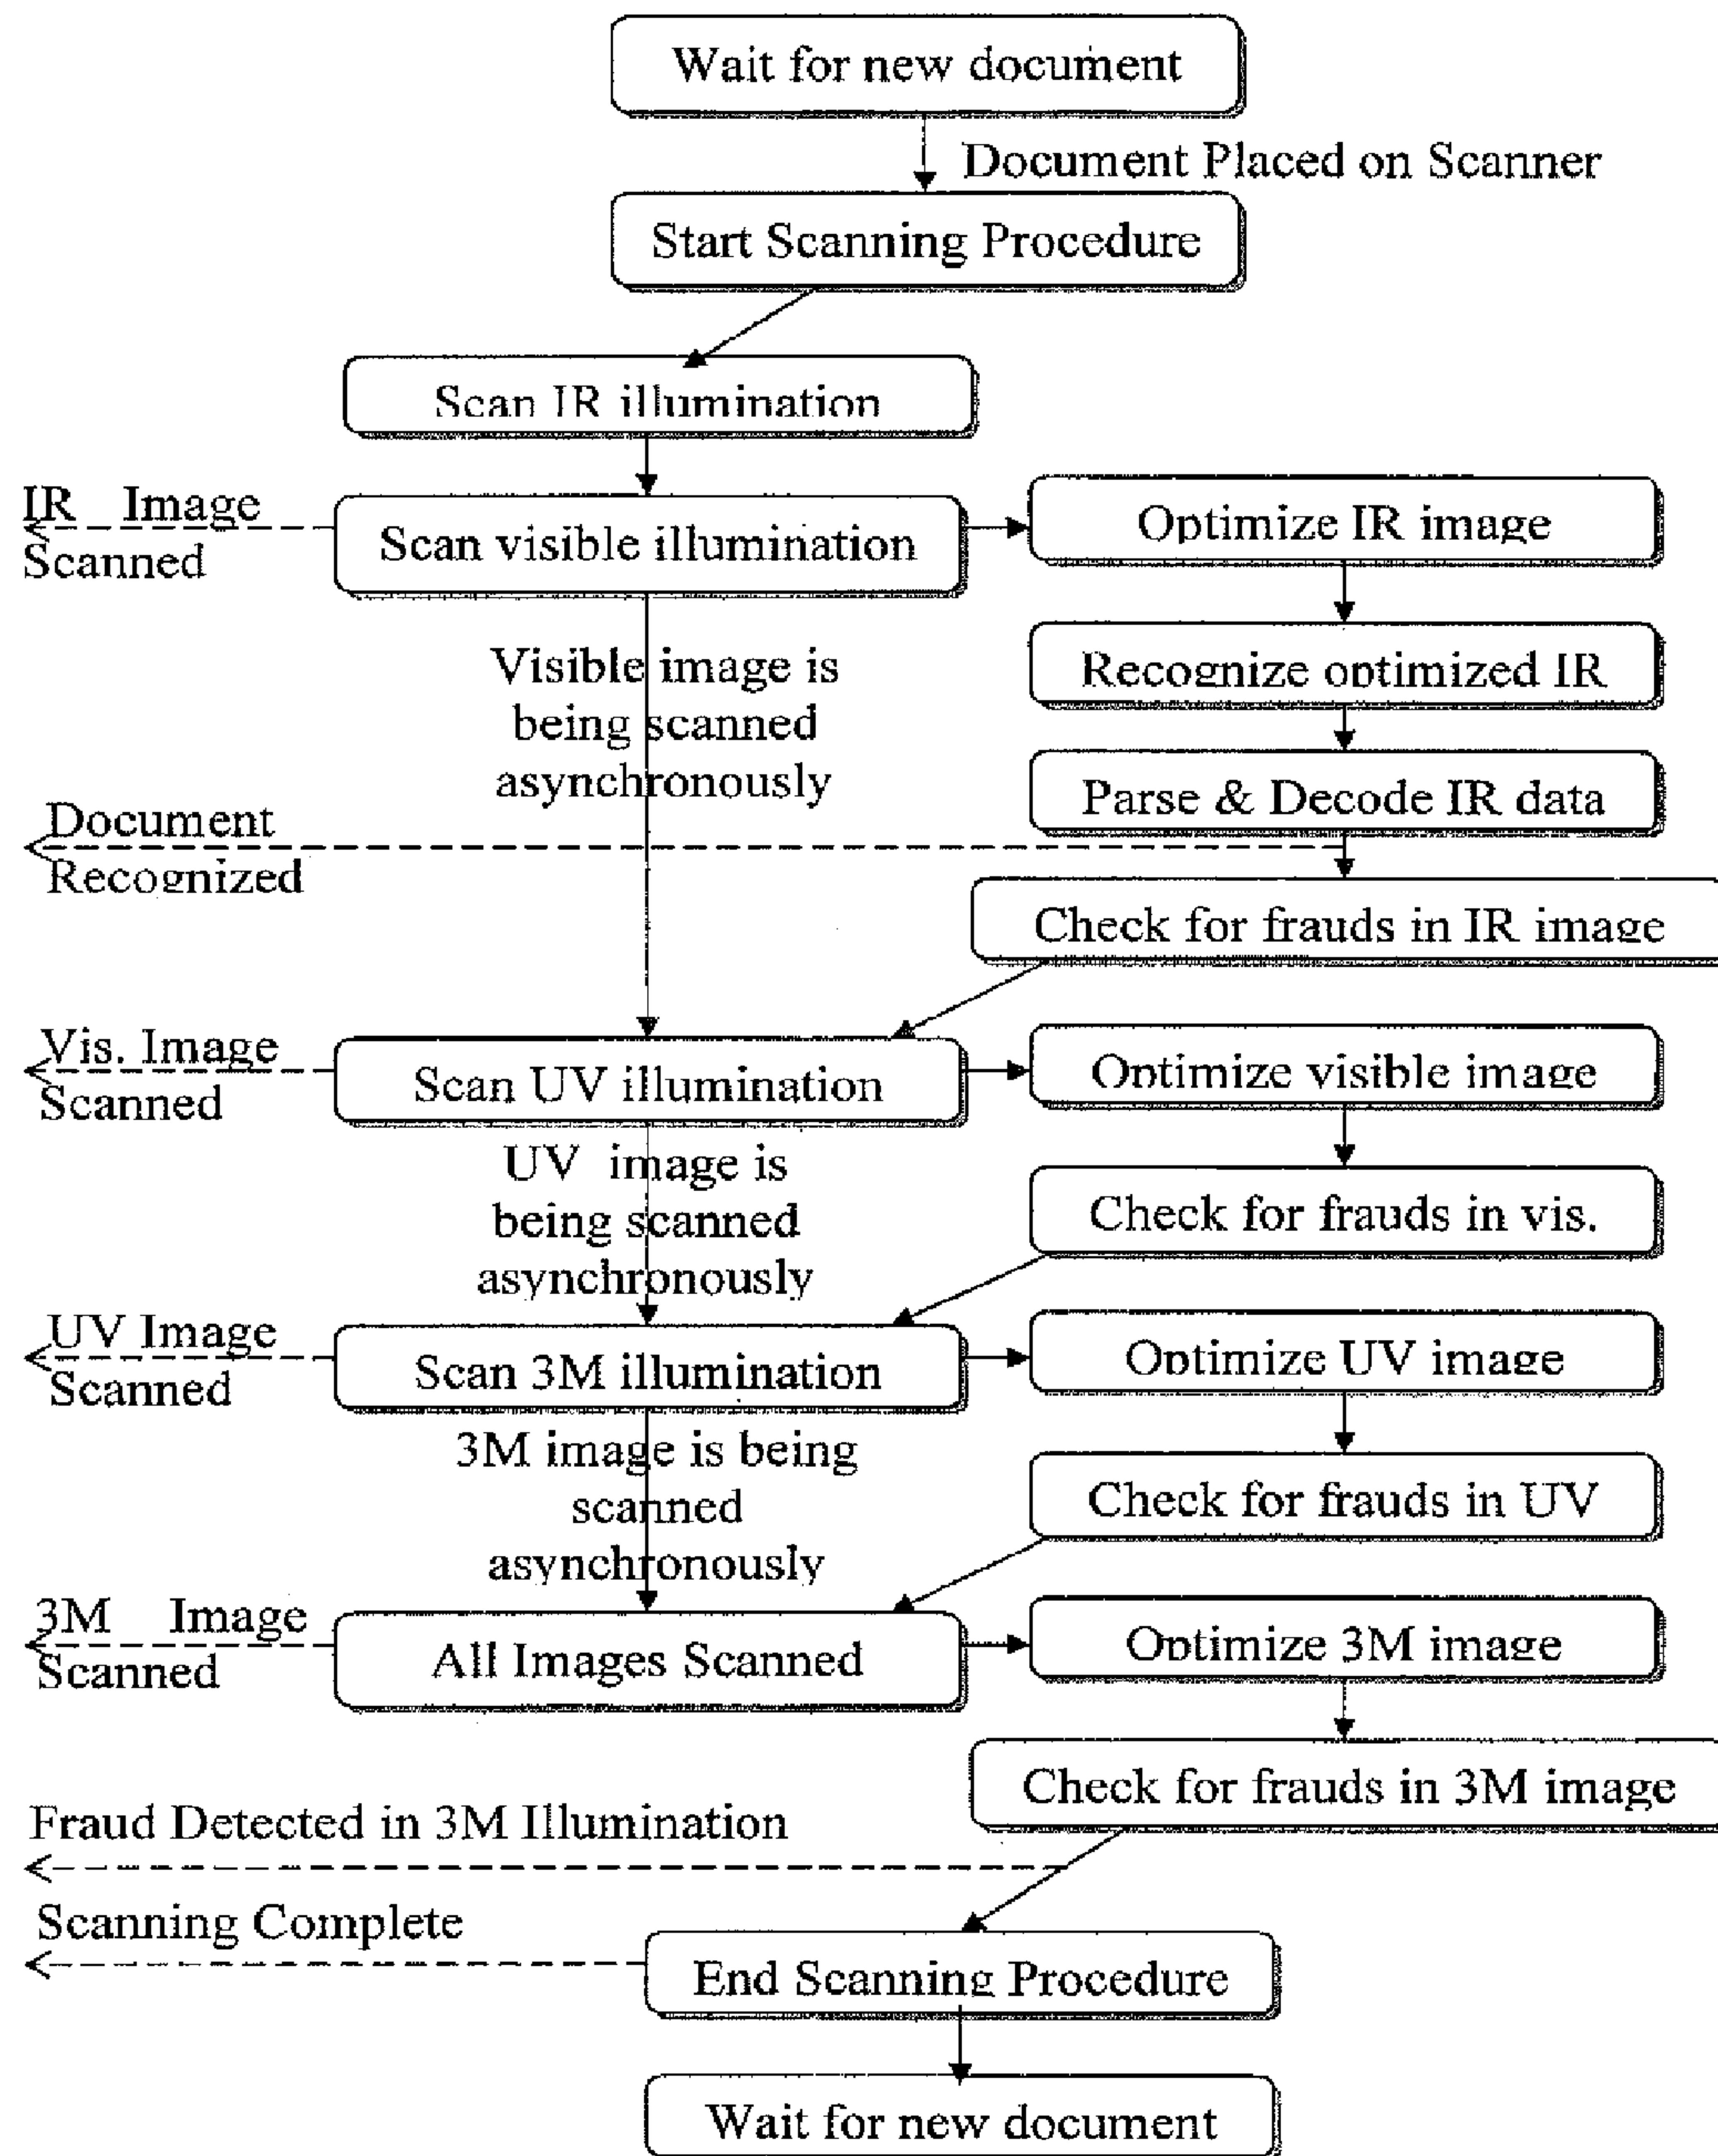 Wait for new document
Document Placed on Scanner
Start Scanning Procedure
Scan IR illumination
IR Image
Scanned
Scan visible illumination
Optimize IR image
Visible image is
being scanned
asynchronously
Recognize optimized IR
Parse & Decode IR data
Document
Recognized
Check for frauds in IR image
Vis. Image
Scanned
Scan UV illumination
Optimize visible image
UV image is
being scanned
asynchronously
Check for frauds in vis.
UV Image
Scanned
Scan 3M illumination
Optimize UV image
3M image is being
scanned
asynchronously
Check for frauds in UV
3M Image
Scanned
All Images Scanned
Optimize 3M image
Check for frauds in 3M image
Fraud Detected in 3M Illumination
Scanning Complete
End Scanning Procedure
Wait for new document